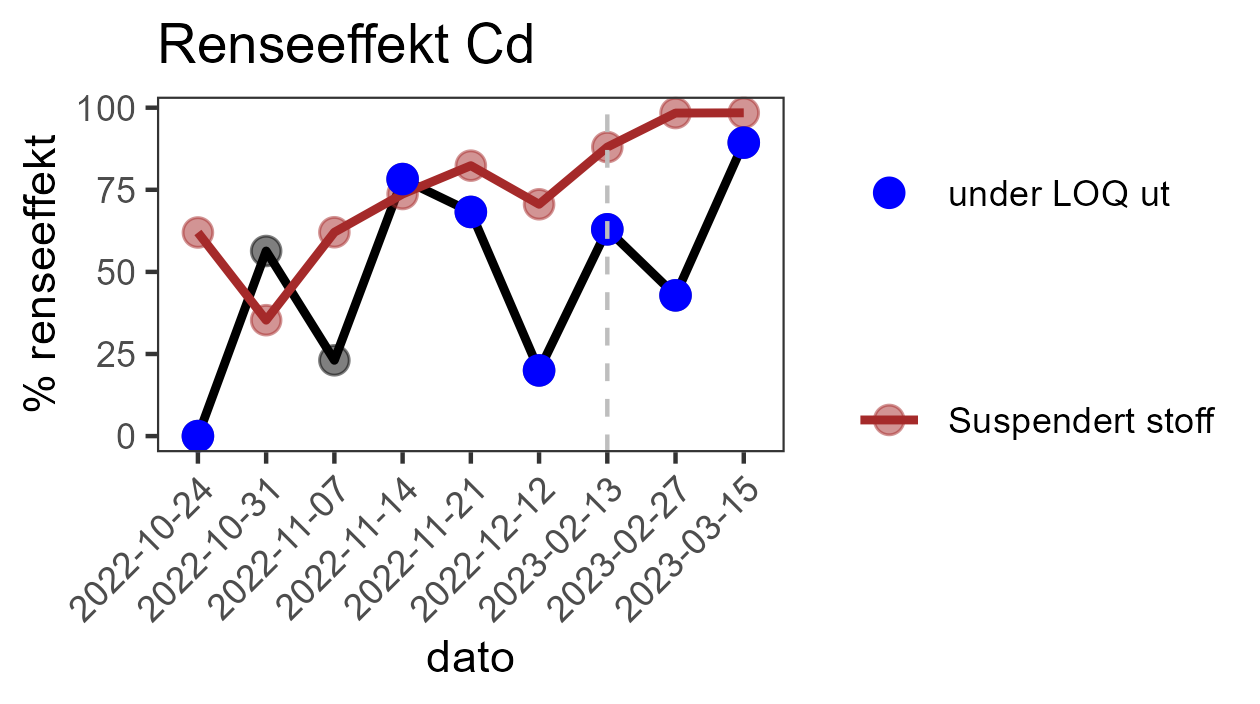 Renseeffekt Cd
% renseeffekt
100
75
50
25
0
2022-10-24
2022-10-31
2022-11-07
2022-11-14
2022-11-21
2022-12-12
2023-02-13
2023-02-27
2023-03-15
dato
under LOQ ut
Suspendert stoff